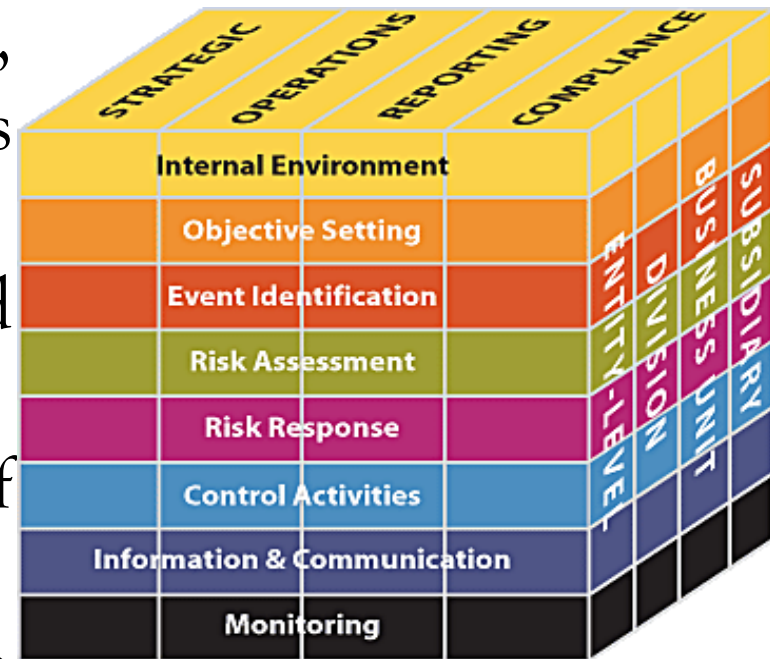 ,
s
d
f
STRATEGIC
OPERATIONS
REPORTING
COMPLIANCE
Internal Environment
Objective Setting
Event Identification
Risk Assessment
Risk Response
Control Activities
Information & Communication
Monitoring
ENTITY-LEVEL
DIVISION
BUSINESS UNIT
SUBSIDIARY